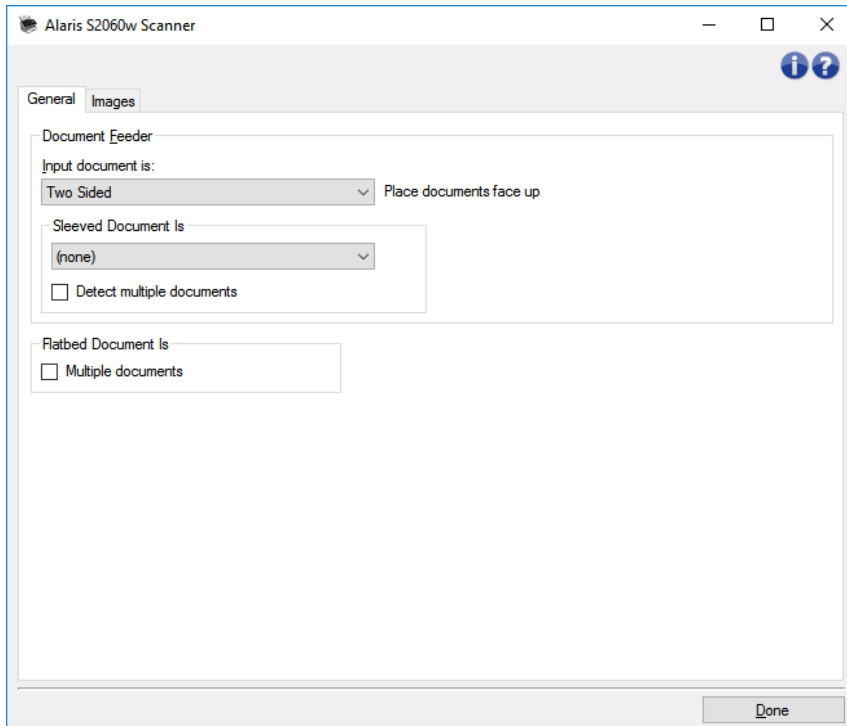 Alaris S2060w Scanner
General Images
Document Feeder
Input document is:
Two Sided Place documents face up
Sleeved Document Is
(none)
Detect multiple documents
Flatbed Document Is
Multiple documents
Done